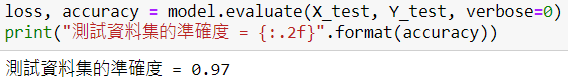 loss, accuracy = model.evaluate(X_test, Y_test, verbose=0)
print("測試資料集的準確度 = {:.2f}".format(accuracy))
測試資料集的準確度 = 0.97